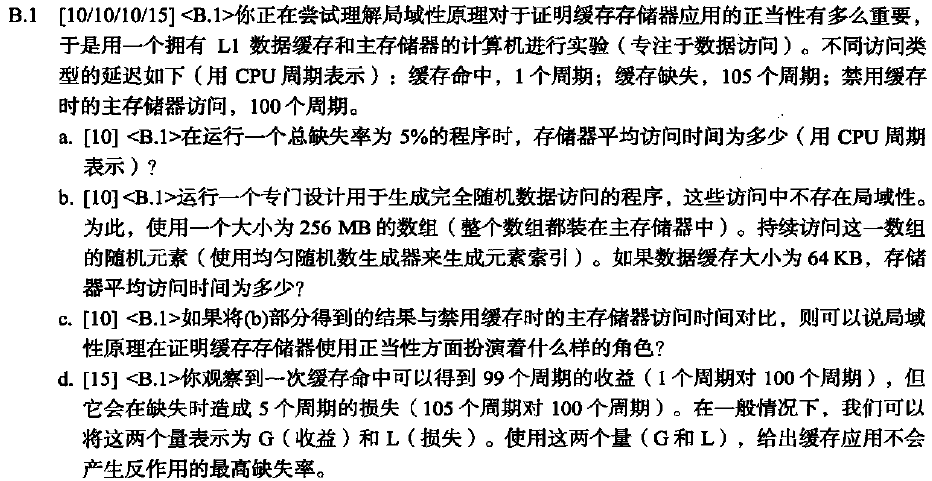 B.1 [10/10/10/15] <B.1>你正在尝试理解局域性原理对于证明缓存存储器应用的正当性有多么重要，
于是用一个拥有 L1 数据缓存和主存储器的计算机进行实验（专注于数据访问）。不同访问类
型的延迟如下（用 CPU 周期表示）：缓存命中，1 个周期；缓存缺失，105 个周期；禁用缓存
时的主存储器访问，100 个周期。
a. [10] <B.1>在运行一个总缺失率为 5%的程序时，存储器平均访问时间为多少（用 CPU 周期
表示）？
b. [10] <B.1>运行一个专门设计用于生成完全随机数据访问的程序，这些访问中不存在局域性。
为此，使用一个大小为 256 MB 的数组（整个数组都装在主存储器中）。持续访问这一数组
的随机元素（使用均匀随机数生成器来生成元素索引）。如果数据缓存大小为 64 KB，存储
器平均访问时间为多少？
c. [10] <B.1>如果将(b)部分得到的结果与禁用缓存时的主存储器访问时间对比，则可以说局域
性原理在证明缓存存储器使用正当性方面扮演着什么样的角色？
d. [15] <B.1>你观察到一次缓存命中可以得到 99 个周期的收益（1 个周期对 100 个周期），但
它会在缺失时造成 5 个周期的损失（105 个周期对 100 个周期）。在一般情况下，我们可以
将这两个量表示为 G（收益）和 L（损失）。使用这两个量（G 和 L），给出缓存应用不会
产生反作用的最高缺失率。